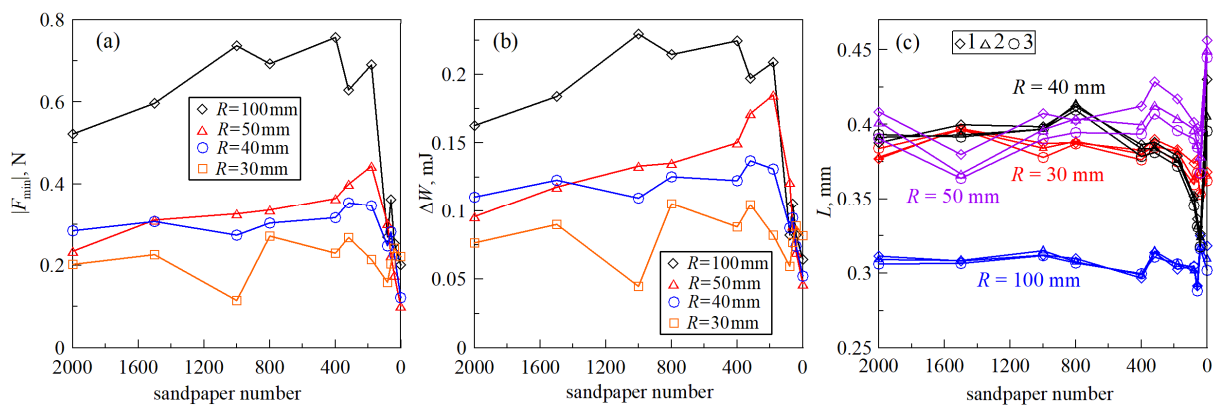 (a)
0.8
0.6
0.4
0.2
0
|Fmin|, N
R=100mm
R=50mm
R=40mm
R=30mm
2000 1600 1200 800 400 0
sandpaper number
(b)
0.2
0.15
0.1
0.05
0
ΔW, mJ
R=100mm
R=50mm
R=40mm
R=30mm
2000 1600 1200 800 400 0
sandpaper number
(c)
1 2 3
0.45
0.4
0.35
0.3
0.25
L, mm
R = 40 mm
R = 50 mm
R = 30 mm
R = 100 mm
2000 1600 1200 800 400 0
sandpaper number